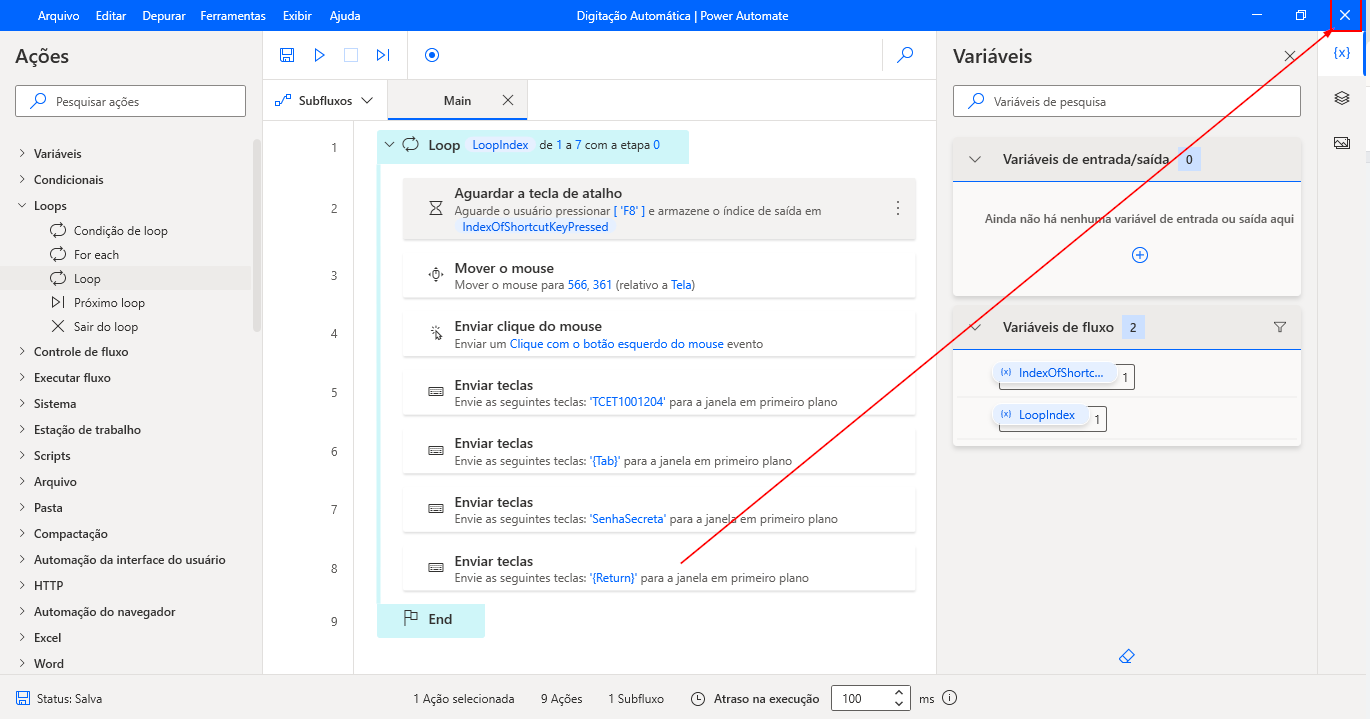 Arquivo Editar Depurar Ferramentas Exibir Ajuda
Digitação Automática | Power Automate
Ações
Pesquisar ações
Variáveis
Condicionais
Loops
Condição de loop
For each
Loop
Próximo loop
Sair do loop
Controle de fluxo
Executar fluxo
Sistema
Estação de trabalho
Scripts
Arquivo
Pasta
Compactação
Automação da interface do usuário
HTTP
Automação do navegador
Excel
Word
Subfluxos
Main
1
Loop LoopIndex de 1 a 7 com a etapa 0
2
Aguardar a tecla de atalho
Aguarde o usuário pressionar [ 'F8' ] e armazene o índice de saída em
IndexOfShortcutKeyPressed
3
Mover o mouse
Mover o mouse para 566, 361 (relativo a Tela)
4
Enviar clique do mouse
Enviar um Clique com o botão esquerdo do mouse evento
5
Enviar teclas
Envie as seguintes teclas: 'TCET1001204' para a janela em primeiro plano
6
Enviar teclas
Envie as seguintes teclas: '{Tab}' para a janela em primeiro plano
7
Enviar teclas
Envie as seguintes teclas: 'SenhaSecreta' para a janela em primeiro plano
8
Enviar teclas
Envie as seguintes teclas: '{Return}' para a janela em primeiro plano
9
End
Variáveis
{x}
Variáveis de pesquisa
Variáveis de entrada/saída 0
Ainda não há nenhuma variável de entrada ou saída aqui
Variáveis de fluxo 2
(x) IndexOfShortc... 1
(x) LoopIndex 1
Status: Salva
1 Ação selecionada
9 Ações
1 Subfluxo
Atraso na execução 100 ms